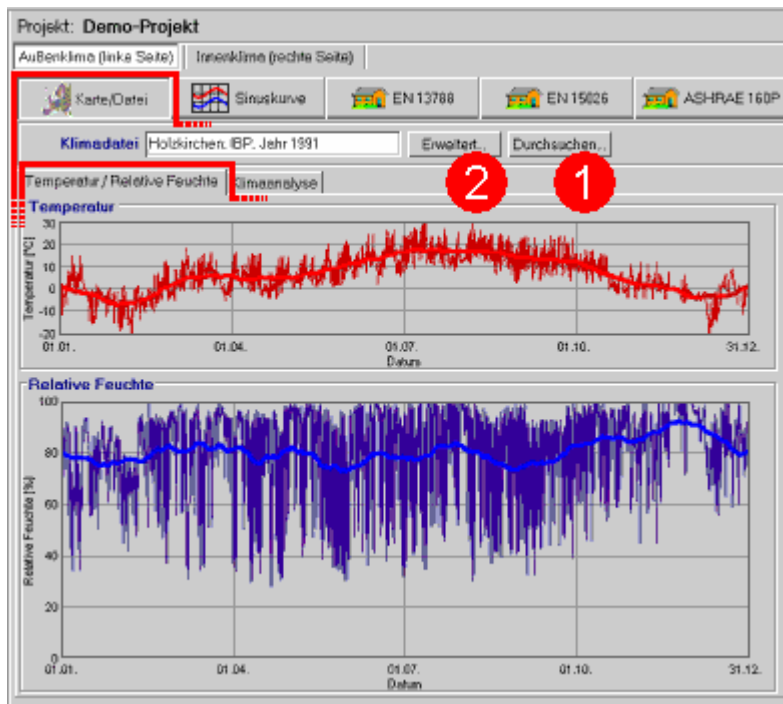 Projekt: Demo-Projekt
Außenklima (linke Seite) Innenklima (rechte Seite)
Karte/Datei Sinuskurve EN 13788 EN 15026 ASHRAE 160P
Klimadatei Holzkirchen; IBP; Jahr 1991 Erweitert.. Durchsuchen..
2 1
Temperatur / Relative Feuchte Klimaanalyse
Temperatur
Temperatur [°C]
30
20
10
0
-10
-20
01.01. 01.04. 01.07. 01.10. 31.12.
Datum
Relative Feuchte
Relative Feuchte [%]
100
80
60
40
20
0
01.01. 01.04. 01.07. 01.10. 31.12.
Datum